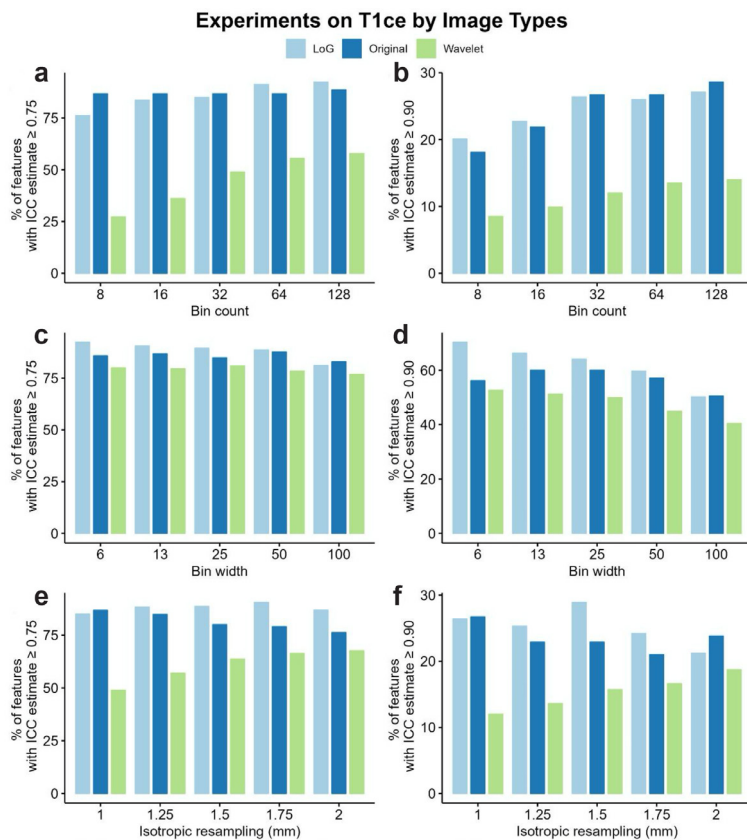 Experiments on T1ce by Image Types
LoG Original Wavelet
a
% of features
with ICC estimate ≥ 0.75
75
50
25
0
8 16 32 64 128
Bin count
b
% of features
with ICC estimate ≥ 0.90
30
20
10
0
8 16 32 64 128
Bin count
c
% of features
with ICC estimate ≥ 0.75
75
50
25
0
6 13 25 50 100
Bin width
d
% of features
with ICC estimate ≥ 0.90
60
40
20
0
6 13 25 50 100
Bin width
e
% of features
with ICC estimate ≥ 0.75
75
50
25
0
1 1.25 1.5 1.75 2
Isotropic resampling (mm)
f
% of features
with ICC estimate ≥ 0.90
30
20
10
0
1 1.25 1.5 1.75 2
Isotropic resampling (mm)